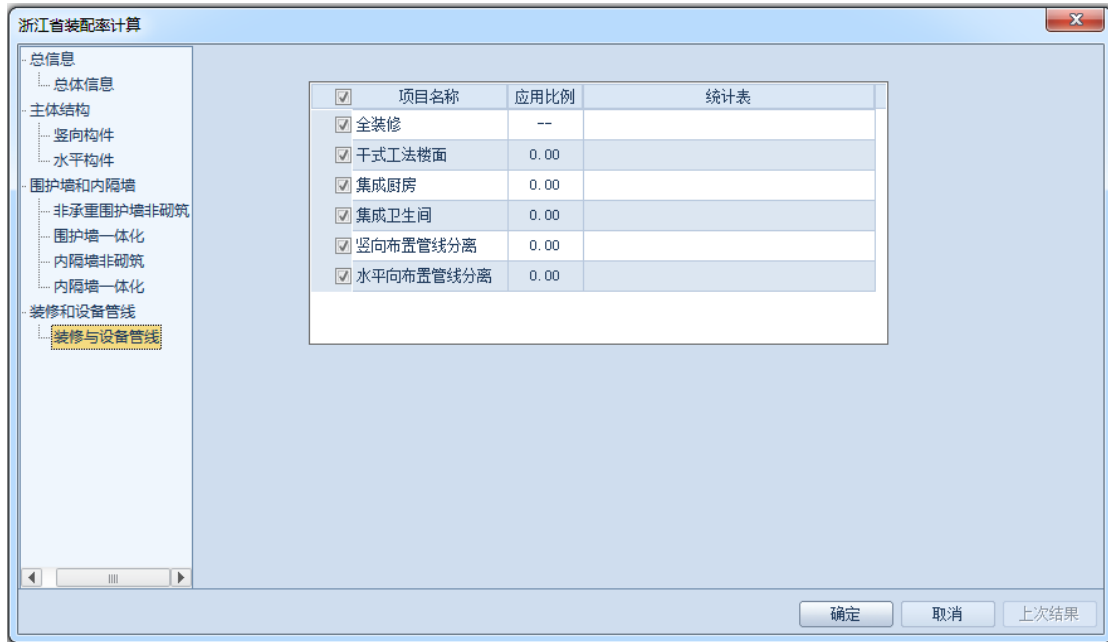 浙江省装配率计算
总信息
总体信息
主体结构
竖向构件
水平构件
围护墙和内隔墙
非承重围护墙非砌筑
围护墙一体化
内隔墙非砌筑
内隔墙一体化
装修和设备管线
装修与设备管线
项目名称 应用比例 统计表
全装修 --
干式工法楼面 0.00
集成厨房 0.00
集成卫生间 0.00
竖向布置管线分离 0.00
水平向布置管线分离 0.00
确定 取消 上次结果